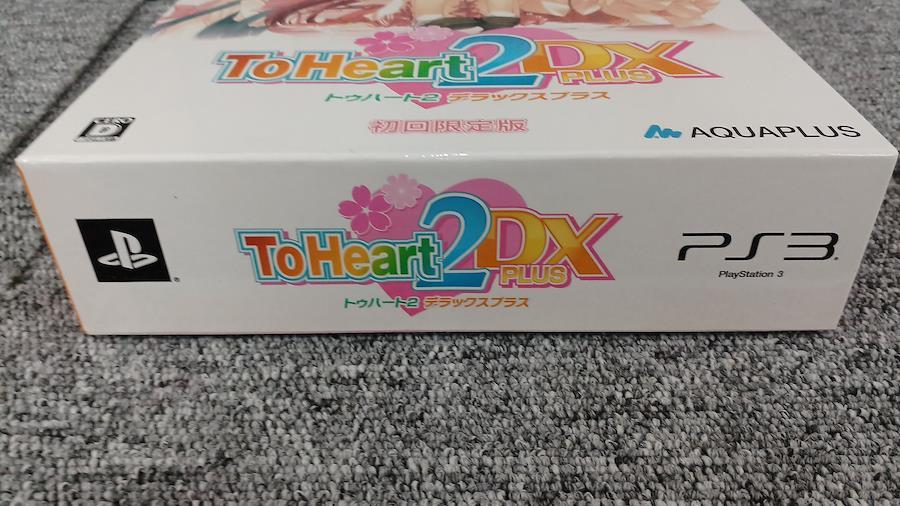 ToHeart2DX
PLUS
トゥハート2 デラックスプラス
初回限定版
CERO
D
AQUAPLUS
ToHeart2DX
PLUS
トゥハート2 デラックスプラス
PS3
PlayStation 3